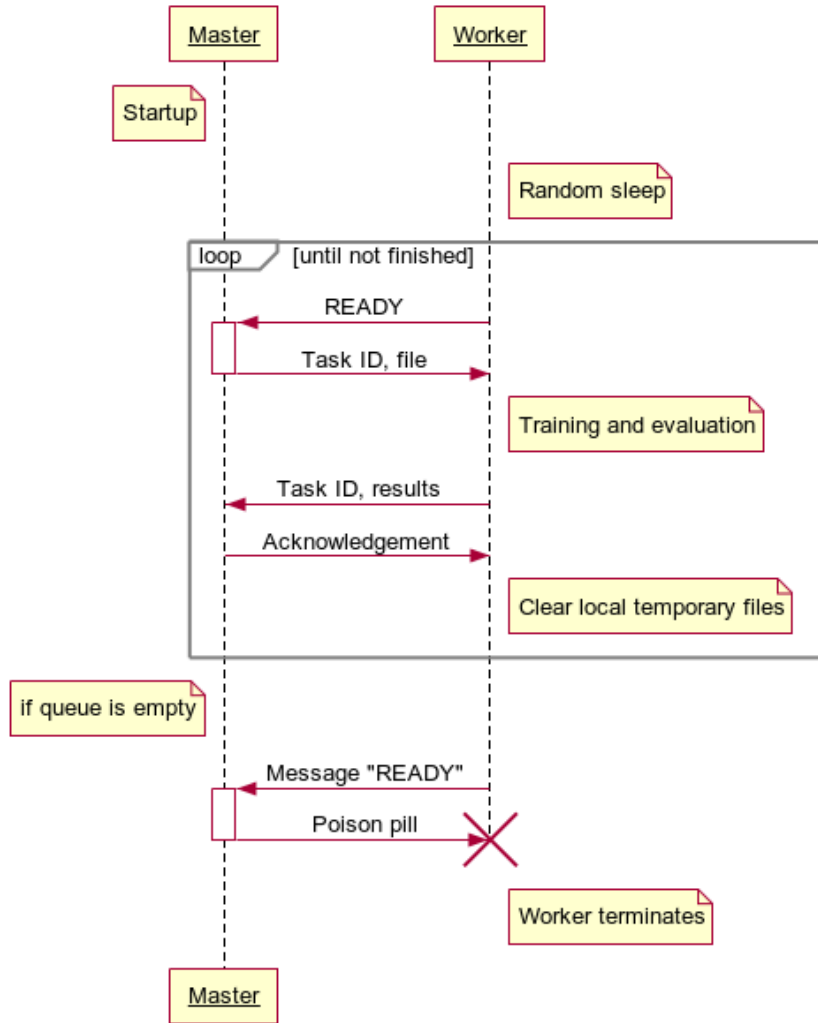 Master
Worker
Startup
Random sleep
loop
[until not finished]
READY
Task ID, file
Training and evaluation
Task ID, results
Acknowledgement
Clear local temporary files
if queue is empty
Message "READY"
Poison pill
Worker terminates
Master